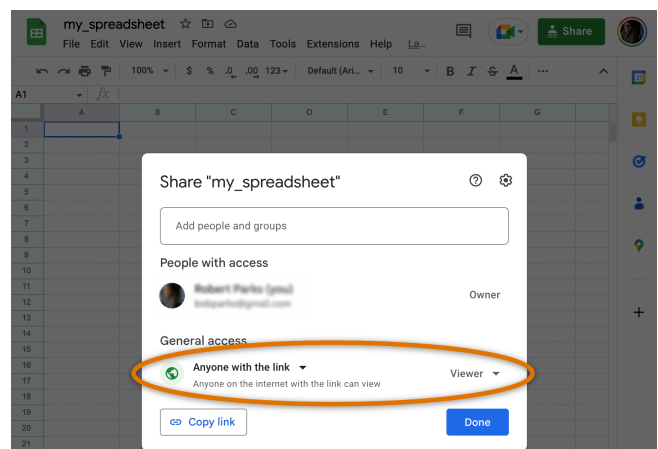 my_spreadsheet
File Edit View Insert Format Data Tools Extensions Help La...
Share
100% $ % .0 .00 123 Default (Ari... 10 B I S A ...
31
A1 fx
A B C D E F G
1
2
3
4
5
6
7
8
9
10
11
12
13
14
15
16
17
18
19
20
21
Share "my_spreadsheet"
Add people and groups
People with access
Owner
General access
Anyone with the link
Anyone on the internet with the link can view
Viewer
Copy link
Done